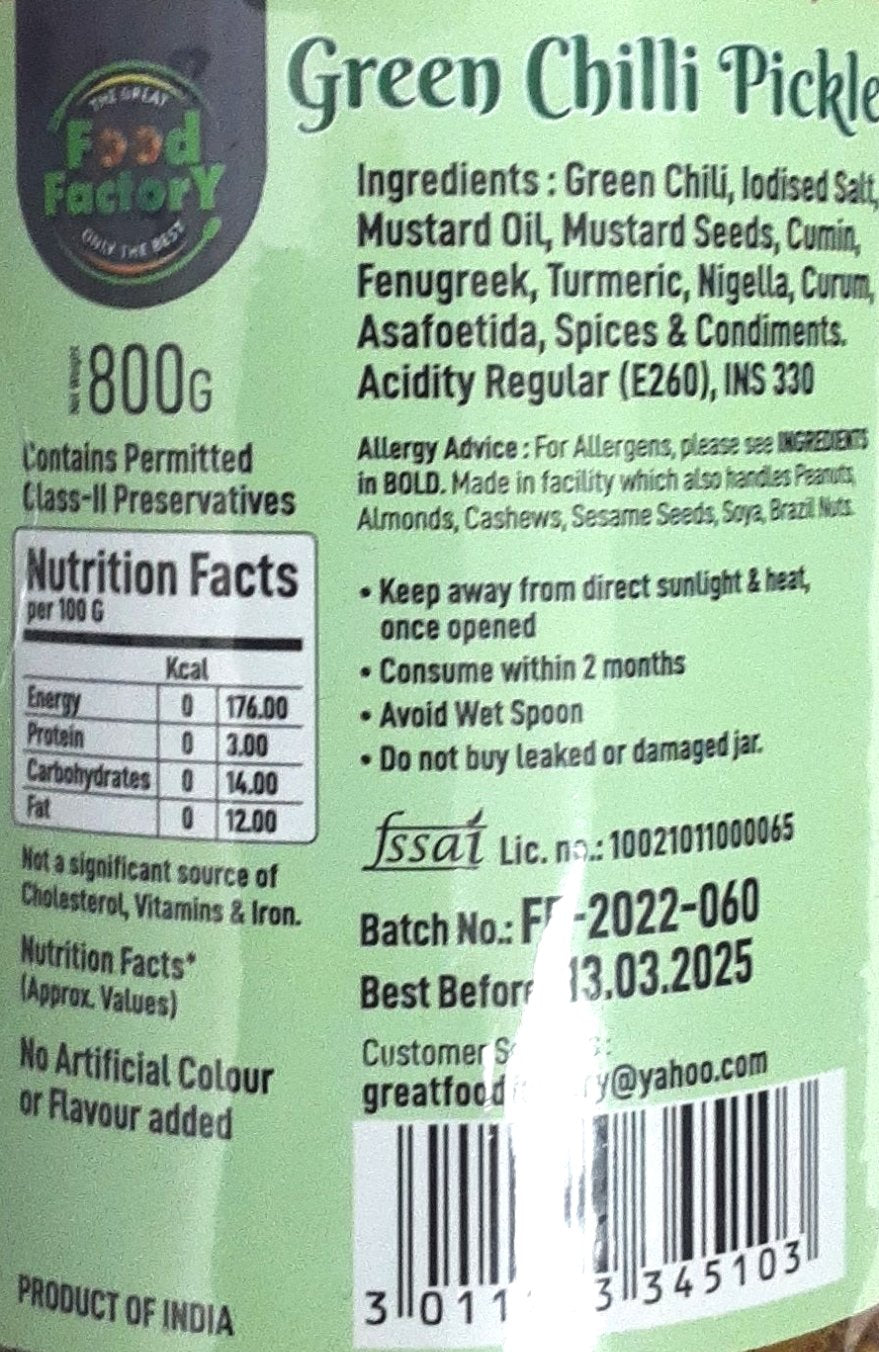 THE GREAT
Food
FactorY
ONLY THE BEST
Net Weight
800G
Contains Permitted
Class-II Preservatives
Nutrition Facts
per 100 G
Kcal
Energy 0 176.00
Protein 0 3.00
Carbohydrates 0 14.00
Fat 0 12.00
Not a significant source of
Cholesterol, Vitamins & Iron.
Nutrition Facts*
(Approx. Values)
No Artificial Colour
or Flavour added
PRODUCT OF INDIA
Green Chilli Pickle
Ingredients : Green Chili, Iodised Salt,
Mustard Oil, Mustard Seeds, Cumin,
Fenugreek, Turmeric, Nigella, Curum,
Asafoetida, Spices & Condiments.
Acidity Regular (E260), INS 330
Allergy Advice : For Allergens, please see INGREDIENTS
in BOLD. Made in facility which also handles Peanuts,
Almonds, Cashews, Sesame Seeds, Soya, Brazil Nuts.
• Keep away from direct sunlight & heat,
once opened
• Consume within 2 months
• Avoid Wet Spoon
• Do not buy leaked or damaged jar.
fssai Lic. no.: 10021011000065
Batch No.: -2022-060
Best Before 13.03.2025
Customer
y@yahoo.com
3 011 3 345103